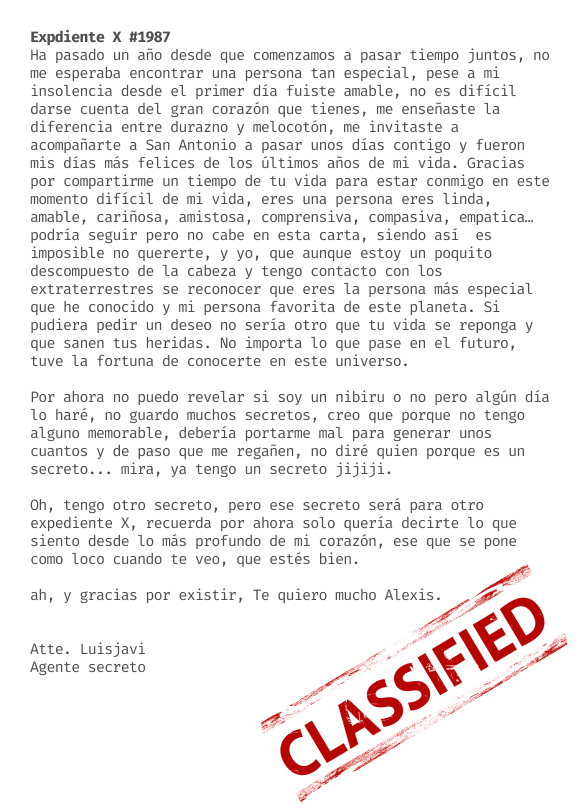 Expdiente X #1987
Ha pasado un año desde que comenzamos a pasar tiempo juntos, no
me esperaba encontrar una persona tan especial, pese a mi
insolencia desde el primer día fuiste amable, no es difícil
darse cuenta del gran corazón que tienes, me enseñaste la
diferencia entre durazno y melocotón, me invitaste a
acompañarte a San Antonio a pasar unos días contigo y fueron
mis días más felices de los últimos años de mi vida. Gracias
por compartirme un tiempo de tu vida para estar conmigo en este
momento difícil de mi vida, eres una persona eres linda,
amable, cariñosa, amistosa, comprensiva, compasiva, empatica…
podría seguir pero no cabe en esta carta, siendo así  es
imposible no quererte, y yo, que aunque estoy un poquito
descompuesto de la cabeza y tengo contacto con los
extraterrestres se reconocer que eres la persona más especial
que he conocido y mi persona favorita de este planeta. Si
pudiera pedir un deseo no sería otro que tu vida se reponga y
que sanen tus heridas. No importa lo que pase en el futuro,
tuve la fortuna de conocerte en este universo.

Por ahora no puedo revelar si soy un nibiru o no pero algún día
lo haré, no guardo muchos secretos, creo que porque no tengo
alguno memorable, debería portarme mal para generar unos
cuantos y de paso que me regañen, no diré quien porque es un
secreto... mira, ya tengo un secreto jijiji.

Oh, tengo otro secreto, pero ese secreto será para otro
expediente X, recuerda por ahora solo quería decirte lo que
siento desde lo más profundo de mi corazón, ese que se pone
como loco cuando te veo, que estés bien.

ah, y gracias por existir, Te quiero mucho Alexis.

Atte. Luisjavi
Agente secreto
CLASSIFIED